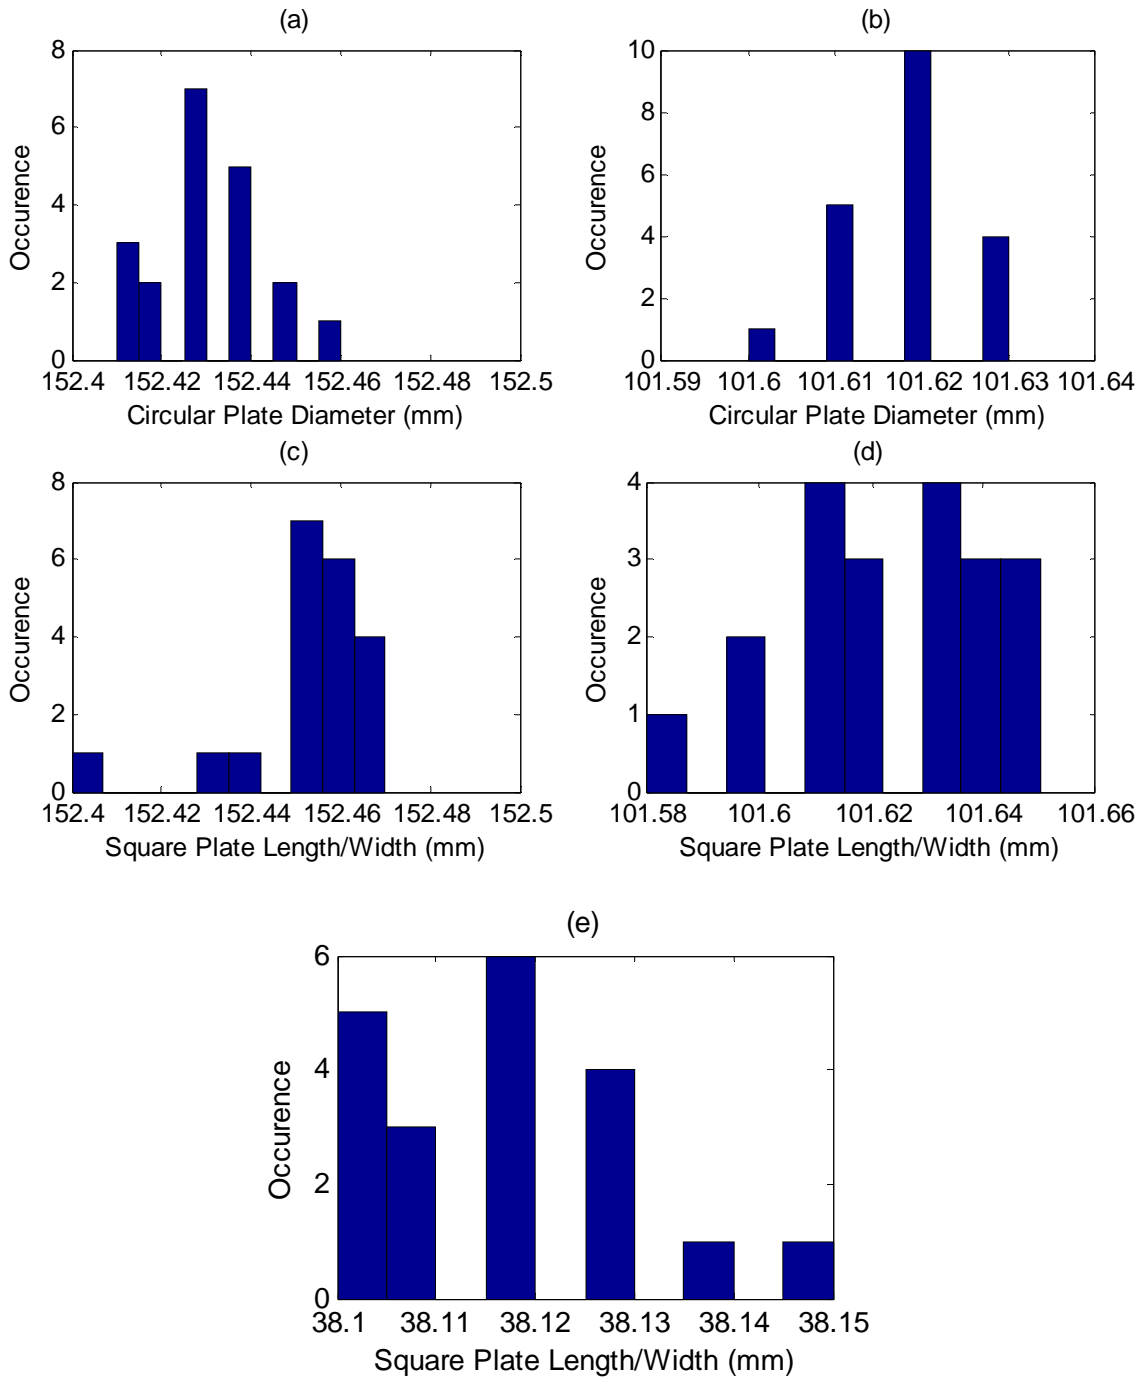 (a)
8
6
4
2
0
Occurence
152.4 152.42 152.44 152.46 152.48 152.5
Circular Plate Diameter (mm)
(b)
10
8
6
4
2
0
Occurence
101.59 101.6 101.61 101.62 101.63 101.64
Circular Plate Diameter (mm)
(c)
8
6
4
2
0
Occurence
152.4 152.42 152.44 152.46 152.48 152.5
Square Plate Length/Width (mm)
(d)
4
3
2
1
0
Occurence
101.58 101.6 101.62 101.64 101.66
Square Plate Length/Width (mm)
(e)
6
4
2
0
Occurence
38.1 38.11 38.12 38.13 38.14 38.15
Square Plate Length/Width (mm)